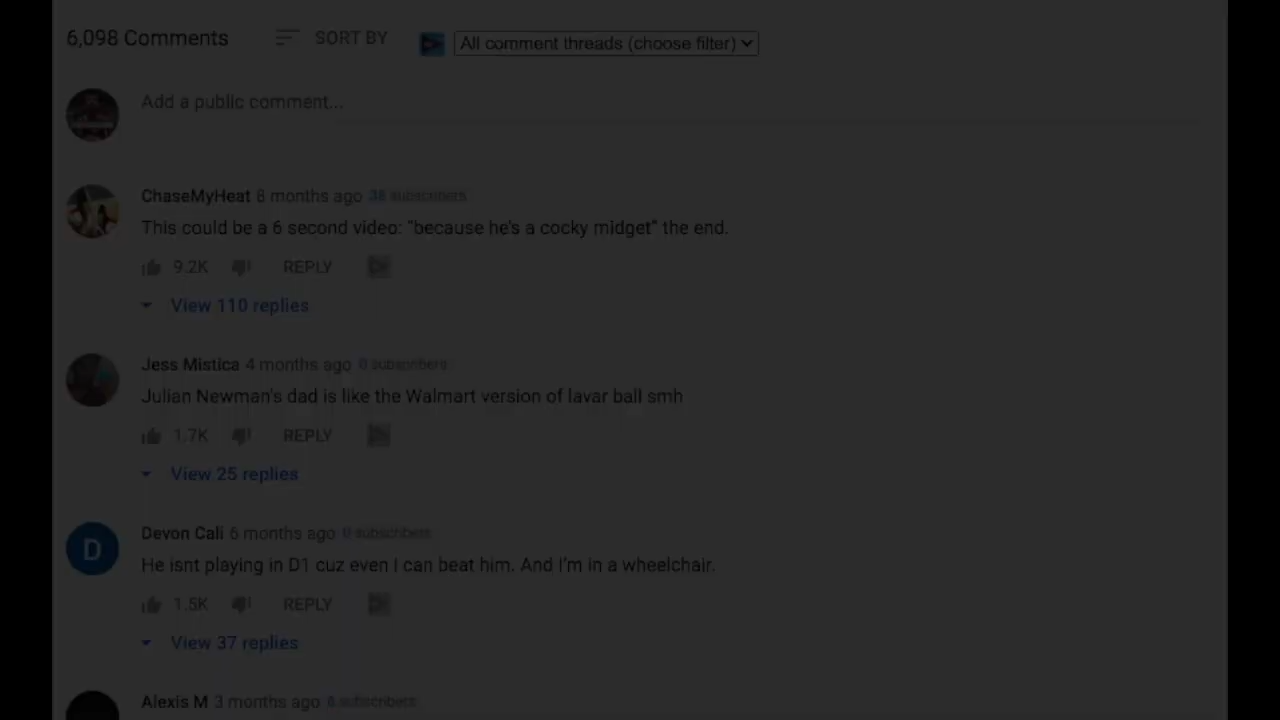 6,098 Comments SORT BY All comment threads (choose filter)
Add a public comment...
ChaseMyHeat 8 months ago 38 subscribers
This could be a 6 second video: "because he's a cocky midget" the end.
9.2K REPLY
View 110 replies
Jess Mistica 4 months ago 0 subscribers
Julian Newman's dad is like the Walmart version of lavar ball smh
1.7K REPLY
View 25 replies
D
Devon Cali 6 months ago 0 subscribers
He isnt playing in D1 cuz even I can beat him. And I'm in a wheelchair.
1.5K REPLY
View 37 replies
Alexis M 3 months ago 6 subscribers